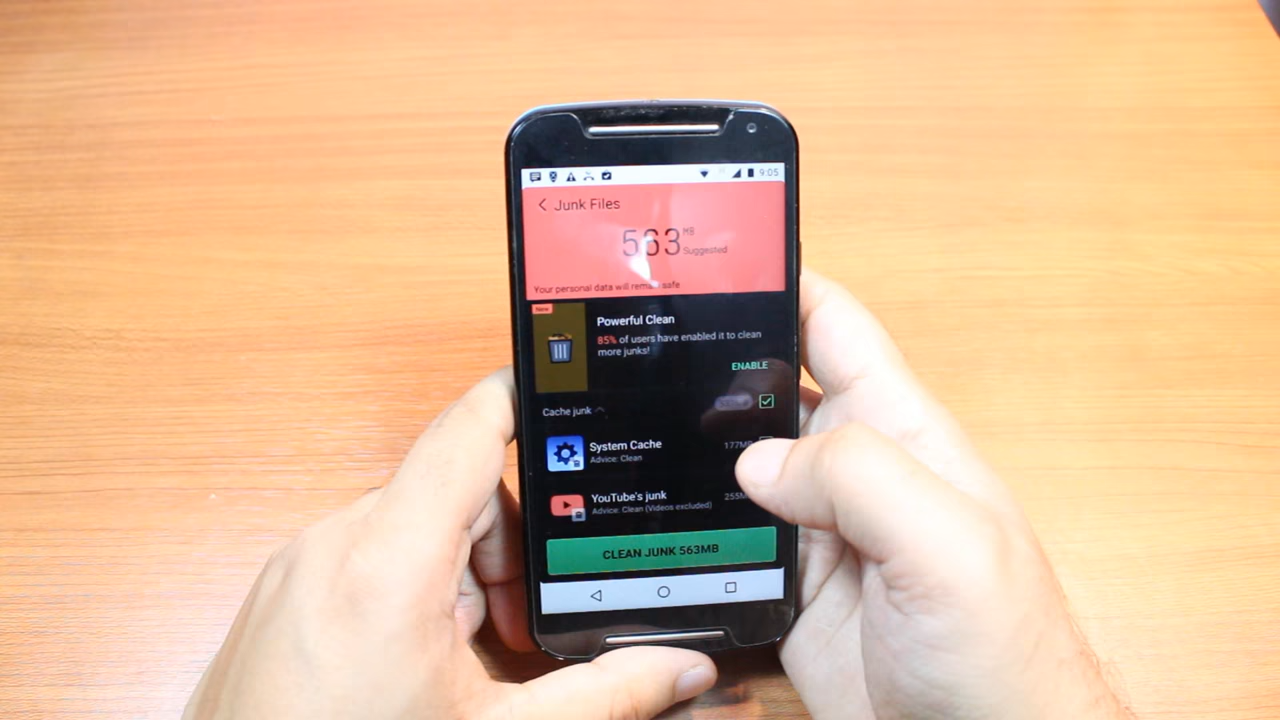 9:05
Junk Files
563 MB
Suggested
Your personal data will remain safe
New
Powerful Clean
85% of users have enabled it to clean
more junks!
ENABLE
Cache junk
System Cache
177MB
Advice: Clean
YouTube's junk
255M
Advice: Clean (Videos excluded)
CLEAN JUNK 563MB